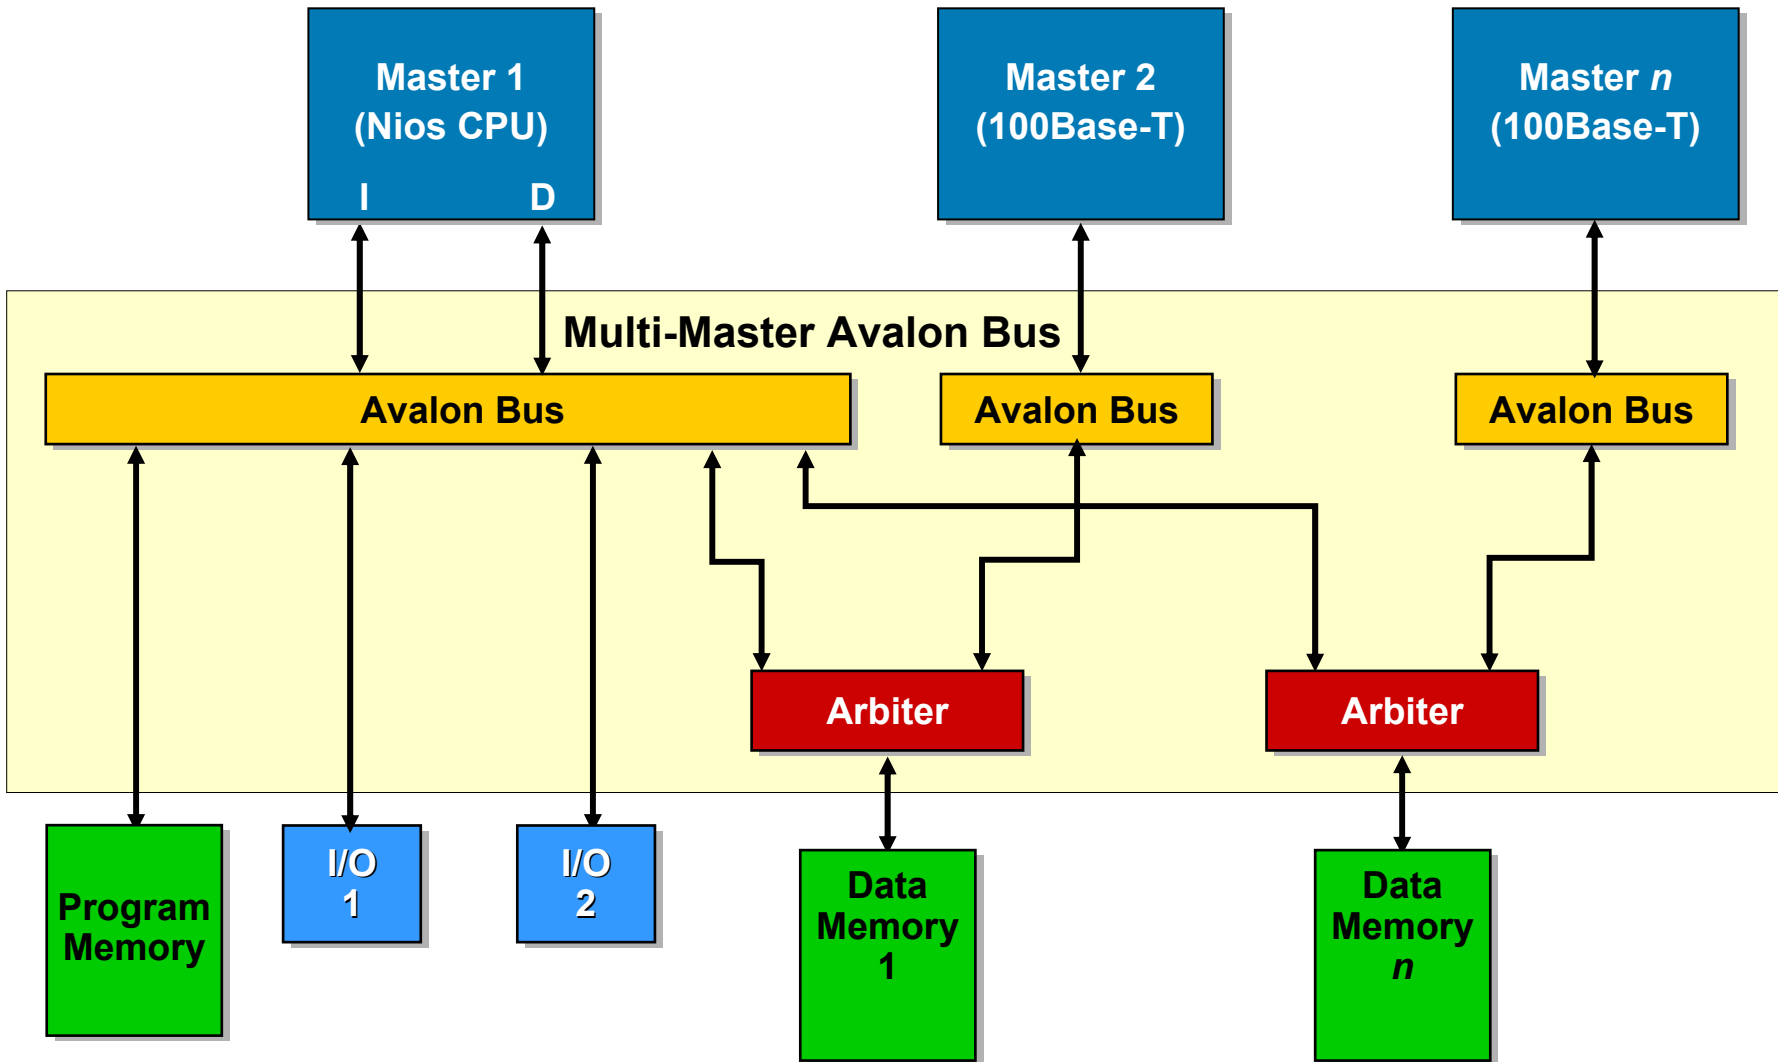 Master 1
(Nios CPU)
I D
Master 2
(100Base-T)
Master n
(100Base-T)
Multi-Master Avalon Bus
Avalon Bus
Avalon Bus
Avalon Bus
Arbiter
Arbiter
Program
Memory
I/O
1
I/O
2
Data
Memory
1
Data
Memory
n